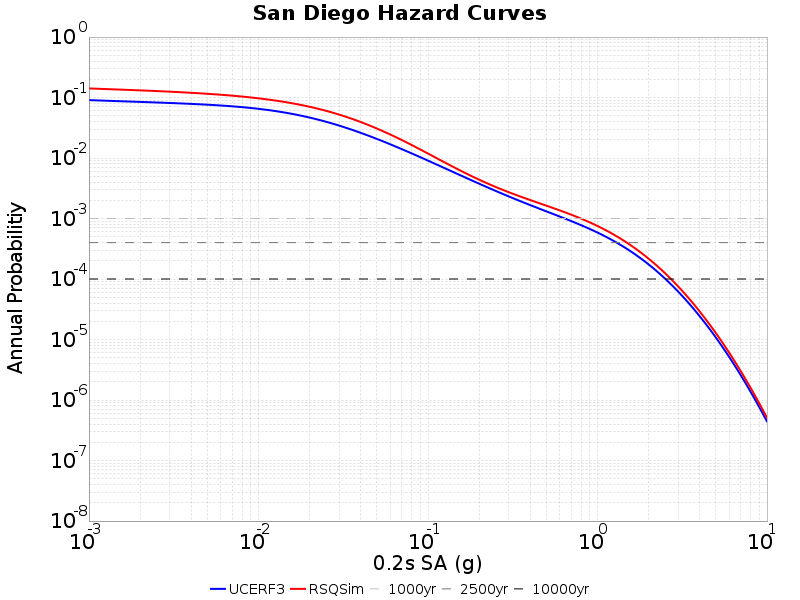 San Diego Hazard Curves
10^0
10^-1
10^-2
10^-3
10^-4
10^-5
10^-6
10^-7
10^-8
Annual Probabilitiy
10^-3 10^-2 10^-1 10^0 10^1
0.2s SA (g)
UCERF3 RSQSim 1000yr 2500yr 10000yr